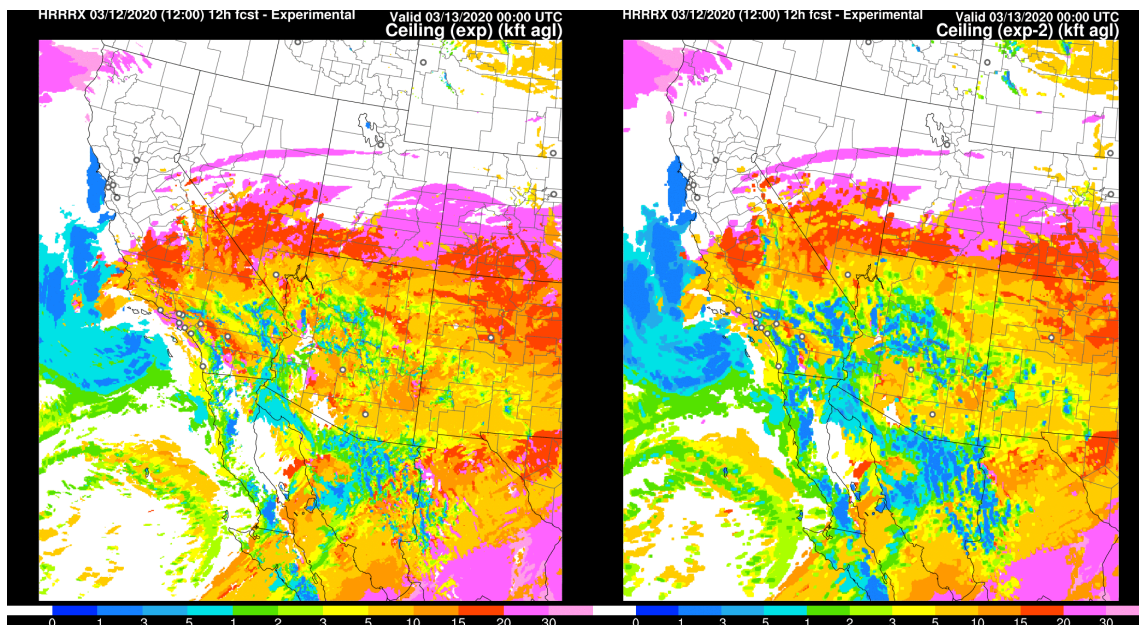 HRRRX 03/12/2020 (12:00) 12h fcst - Experimental
Valid 03/13/2020 00:00 UTC
Ceiling (exp) (kft agl)
HRRRX 03/12/2020 (12:00) 12h fcst - Experimental
Valid 03/13/2020 00:00 UTC
Ceiling (exp-2) (kft agl)
0 .1 .3 .5 1 2 3 5 10 15 20 30
0 .1 .3 .5 1 2 3 5 10 15 20 30